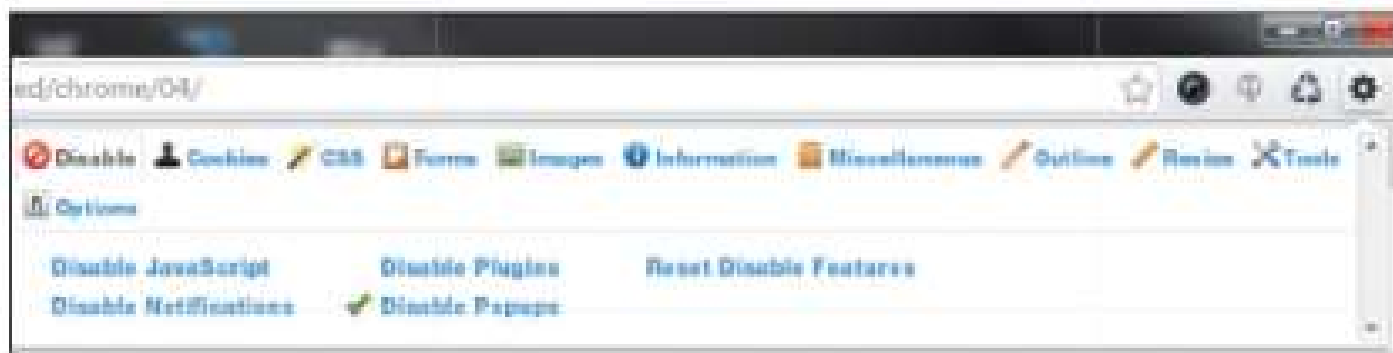 ed/chrome/04/
Disable Cookies CSS Forms Images Information Miscellaneous Outline Resize Tools
Options
Disable JavaScript Disable Plugins Reset Disable Features
Disable Notifications Disable Popups